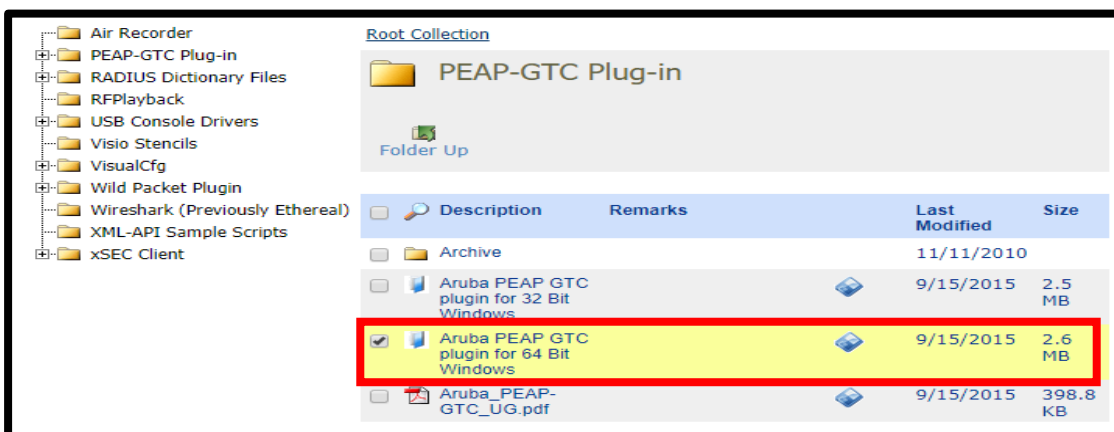 Air Recorder
PEAP-GTC Plug-in
RADIUS Dictionary Files
RFPlayback
USB Console Drivers
Visio Stencils
VisualCfg
Wild Packet Plugin
Wireshark (Previously Ethereal)
XML-API Sample Scripts
xSEC Client
Root Collection
PEAP-GTC Plug-in
Folder Up
Description Remarks Last Modified Size
Archive 11/11/2010
Aruba PEAP GTC 9/15/2015 2.5
plugin for 32 Bit MB
Windows
Aruba PEAP GTC 9/15/2015 2.6
plugin for 64 Bit MB
Windows
Aruba_PEAP- 9/15/2015 398.8
GTC_UG.pdf KB